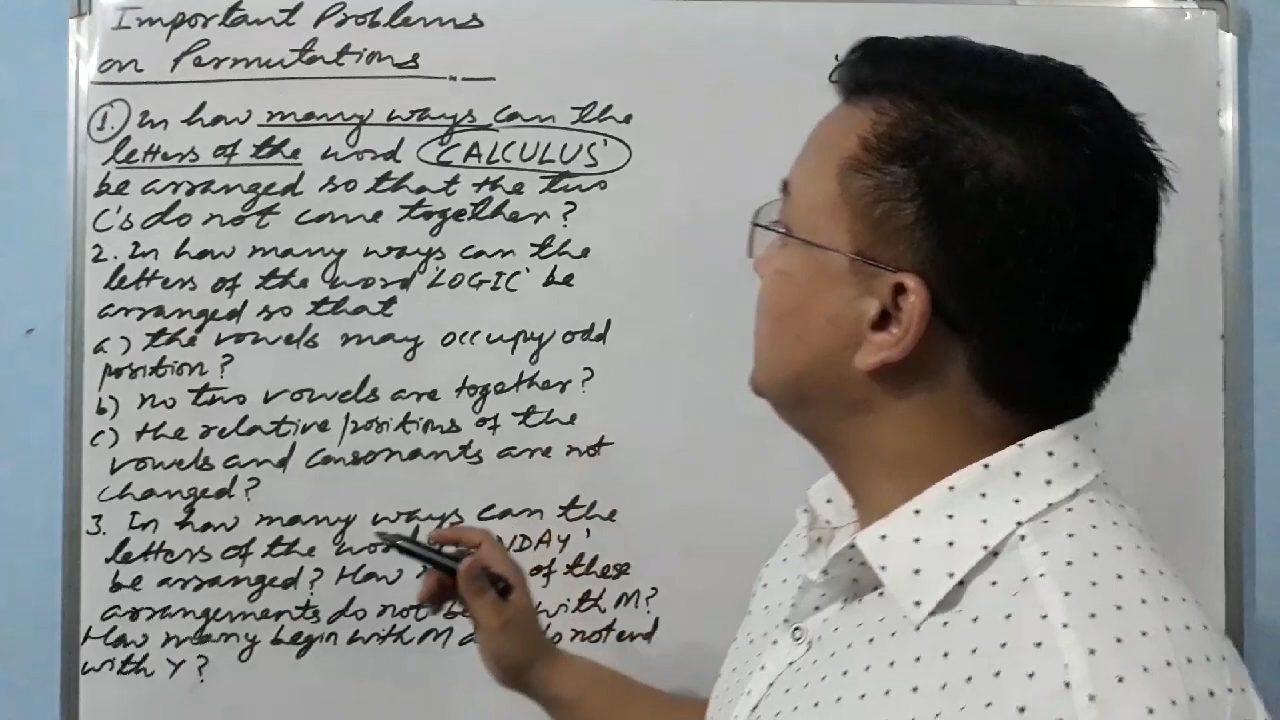 Important Problems
on Permutations
1. In how many ways can the
letters of the word 'CALCULUS'
be arranged so that the two
C's do not come together?
2. In how many ways can the
letters of the word 'LOGIC' be
arranged so that
a) the vowels may occupy odd
position?
b) no two vowels are together?
c) the relative positions of the
vowels and consonants are not
changed?
3. In how many ways can the
letters of the NDAY'
be arranged? How of these
arrangements do not with M?
How many begin with M do not end
with Y?